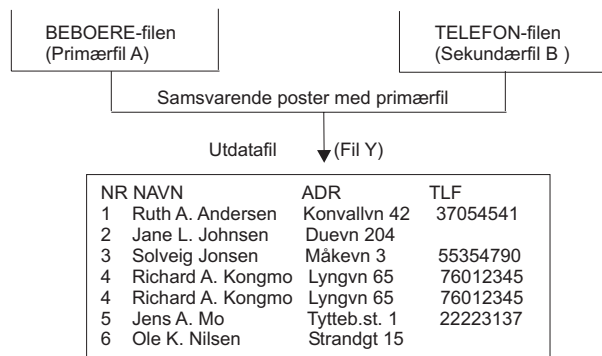 BEBOERE-filen
(Primærfil A)
TELEFON-filen
(Sekundærfil B )
Samsvarende poster med primærfil
Utdatafil (Fil Y)
NR NAVN ADR TLF
1 Ruth A. Andersen Konvallvn 42 37054541
2 Jane L. Johnsen Duevn 204
3 Solveig Jonsen Måkevn 3 55354790
4 Richard A. Kongmo Lyngvn 65 76012345
4 Richard A. Kongmo Lyngvn 65 76012345
5 Jens A. Mo Tytteb.st. 1 22223137
6 Ole K. Nilsen Strandgt 15